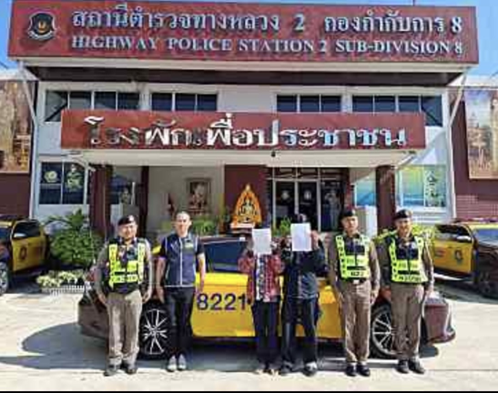 สถานีตำรวจทางหลวง 2 กองกำกับการ 8
HIGHWAY POLICE STATION 2 SUB-DIVISION 8
โรงพักเพื่อประชาชน
8221